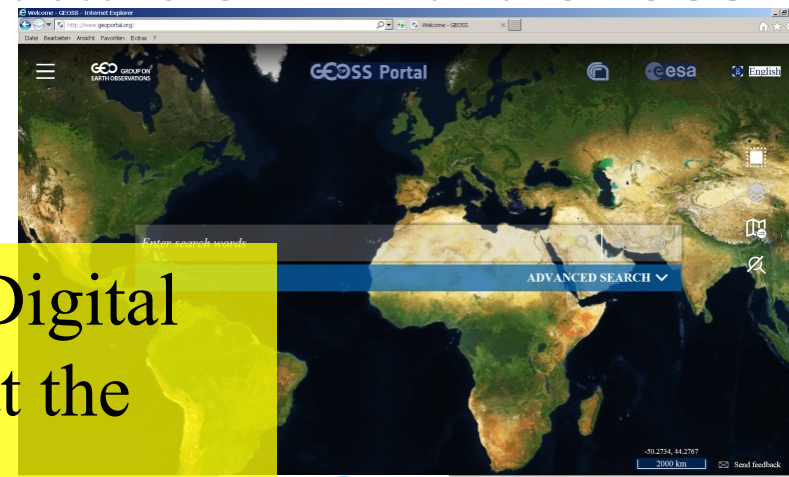 Welcome - GEOSS - Internet Explorer
http://www.geoportal.org/
Welcome - GEOSS
Datei Bearbeiten Ansicht Favoriten Extras ?
GEO GROUP ON
EARTH OBSERVATIONS
GEOSS Portal
esa
English
Enter search words
ADVANCED SEARCH
Digital
t the
-50.2734, 44.2767
2000 km
Send feedback